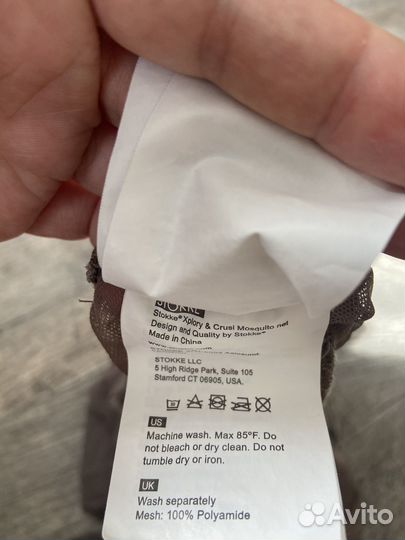 STOKKE
Stokke® Xplory & Crusi Mosquito net
Design and Quality by Stokke®
Made in China
STOKKE LLC
5 High Ridge Park, Suite 105
Stamford CT 06905, USA.
US
Machine wash. Max 85°F. Do
not bleach or dry clean. Do not
tumble dry or iron.
UK
Wash separately
Mesh: 100% Polyamide
Avito